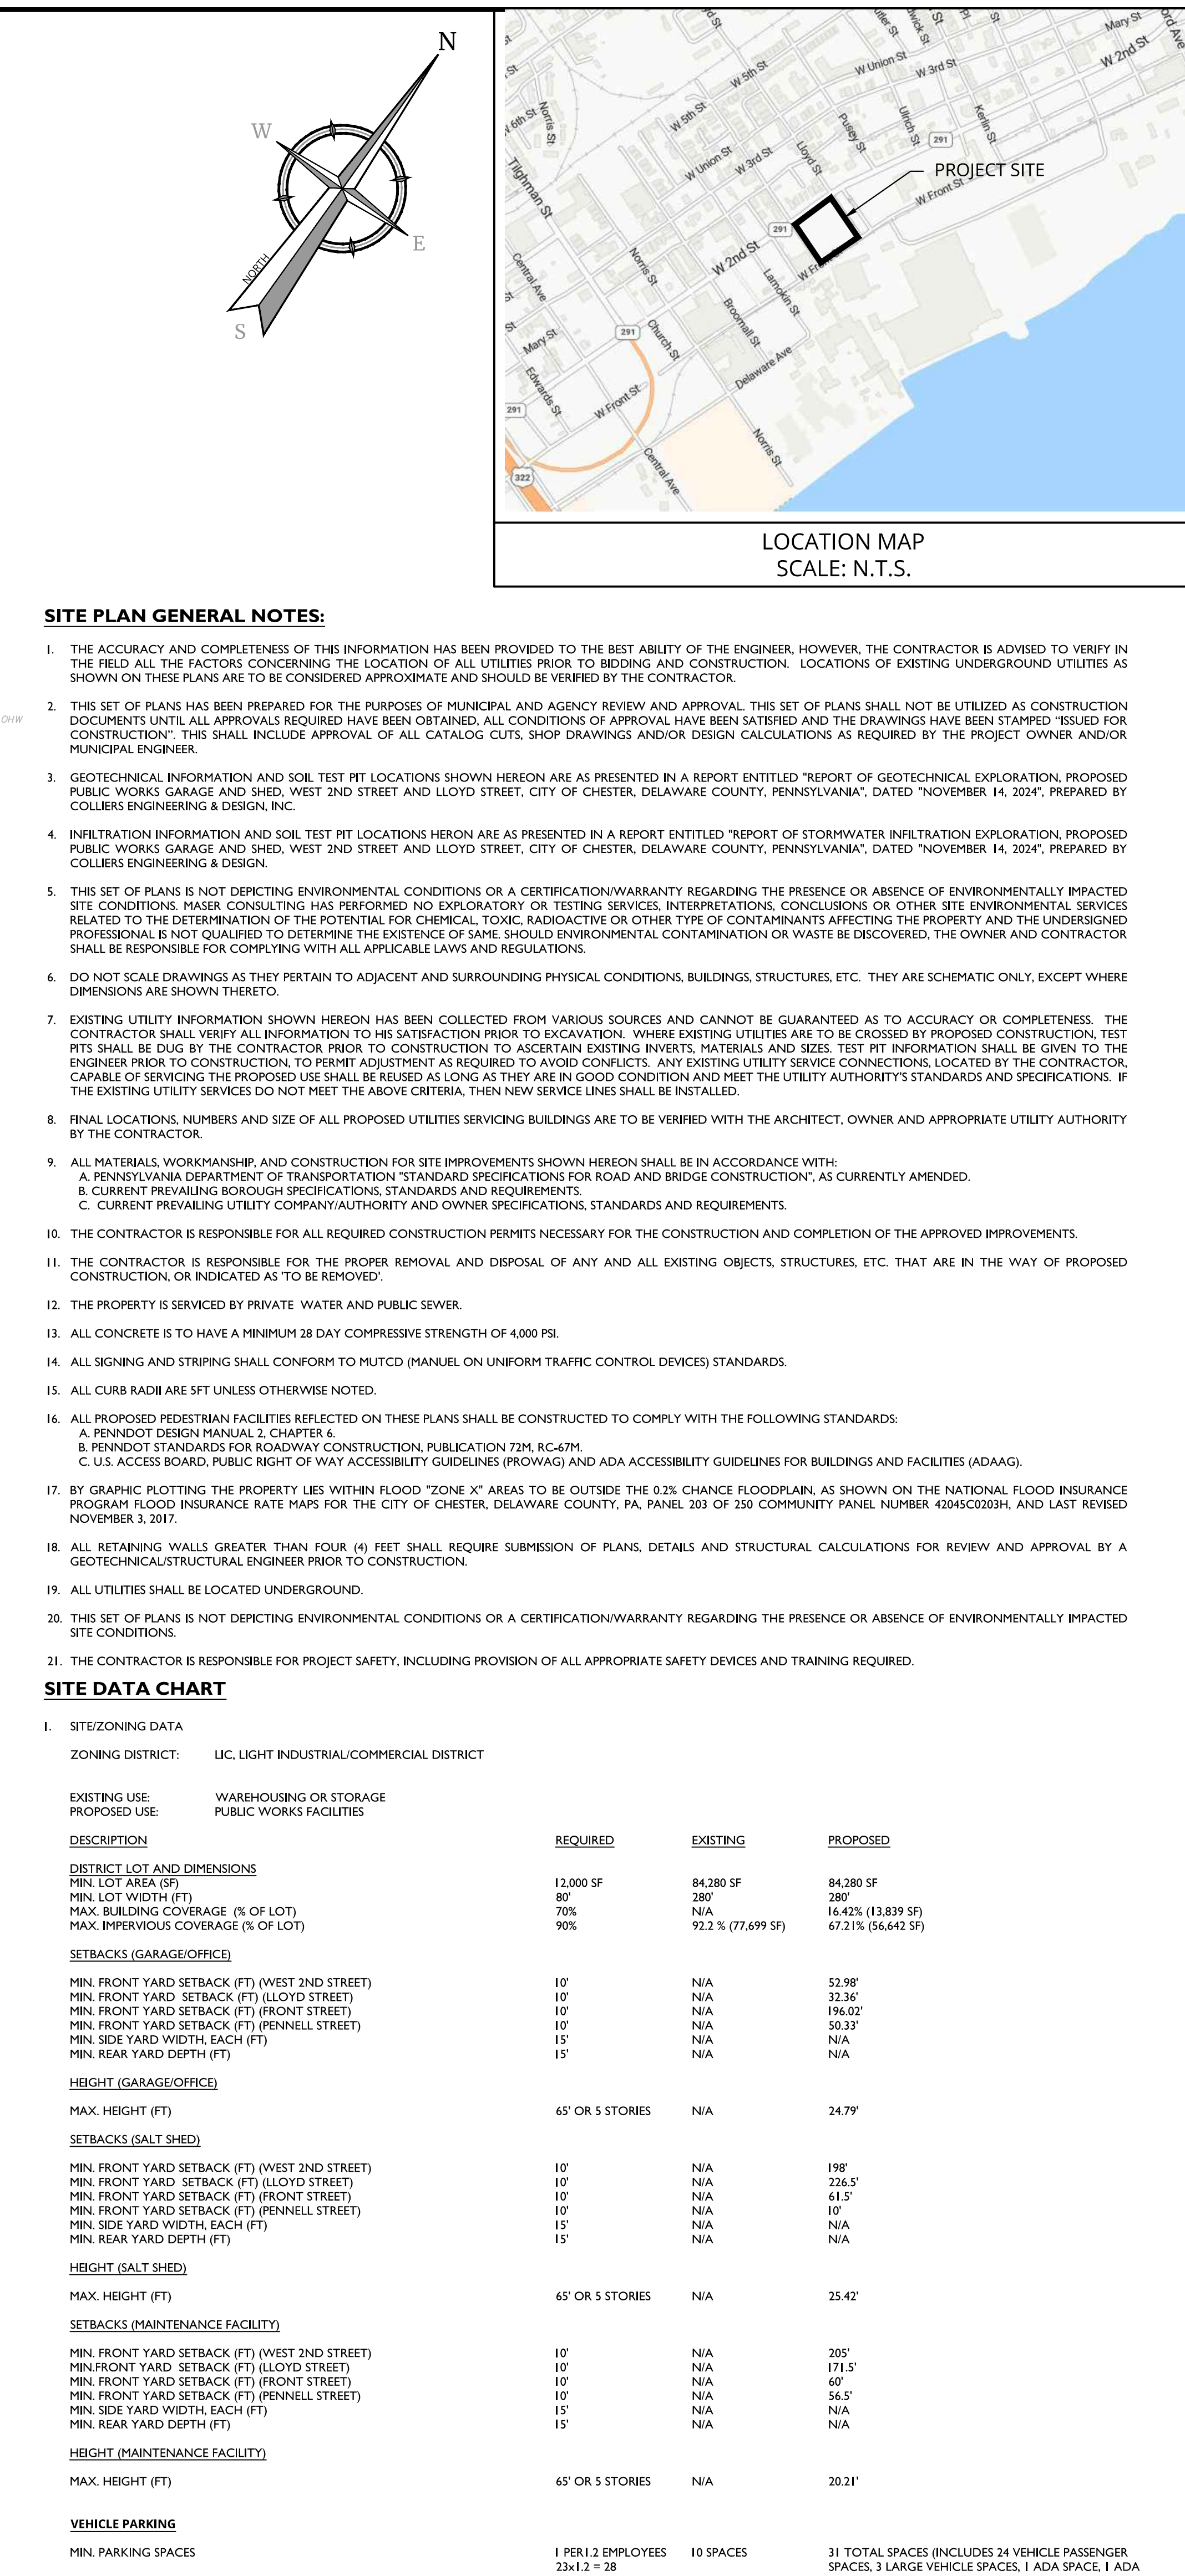 N
W
E
S
NORTH
W 5th St
W Union St
W 3rd St
Mary St
W 2nd St
W 6th St
Norris St
W 5th St
Pusey St
Ulrich St
Kerlin St
291
W Union St
W 3rd St
Lloyd St
PROJECT SITE
Tilghman St
W Front St
291
W 2nd St
W Front St
Central Ave
Norris St
Lamokin St
Broomall St
291
Church St
Mary St
Delaware Ave
Edwards St
W Front St
291
Norris St
Central Ave
322
LOCATION MAP
SCALE: N.T.S.
SITE PLAN GENERAL NOTES:
1. THE ACCURACY AND COMPLETENESS OF THIS INFORMATION HAS BEEN PROVIDED TO THE BEST ABILITY OF THE ENGINEER, HOWEVER, THE CONTRACTOR IS ADVISED TO VERIFY IN
THE FIELD ALL THE FACTORS CONCERNING THE LOCATION OF ALL UTILITIES PRIOR TO BIDDING AND CONSTRUCTION. LOCATIONS OF EXISTING UNDERGROUND UTILITIES AS
SHOWN ON THESE PLANS ARE TO BE CONSIDERED APPROXIMATE AND SHOULD BE VERIFIED BY THE CONTRACTOR.
OHW
2. THIS SET OF PLANS HAS BEEN PREPARED FOR THE PURPOSES OF MUNICIPAL AND AGENCY REVIEW AND APPROVAL. THIS SET OF PLANS SHALL NOT BE UTILIZED AS CONSTRUCTION
DOCUMENTS UNTIL ALL APPROVALS REQUIRED HAVE BEEN OBTAINED, ALL CONDITIONS OF APPROVAL HAVE BEEN SATISFIED AND THE DRAWINGS HAVE BEEN STAMPED “ISSUED FOR
CONSTRUCTION”. THIS SHALL INCLUDE APPROVAL OF ALL CATALOG CUTS, SHOP DRAWINGS AND/OR DESIGN CALCULATIONS AS REQUIRED BY THE PROJECT OWNER AND/OR
MUNICIPAL ENGINEER.
3. GEOTECHNICAL INFORMATION AND SOIL TEST PIT LOCATIONS SHOWN HEREON ARE AS PRESENTED IN A REPORT ENTITLED "REPORT OF GEOTECHNICAL EXPLORATION, PROPOSED
PUBLIC WORKS GARAGE AND SHED, WEST 2ND STREET AND LLOYD STREET, CITY OF CHESTER, DELAWARE COUNTY, PENNSYLVANIA", DATED "NOVEMBER 14, 2024", PREPARED BY
COLLIERS ENGINEERING & DESIGN, INC.
4. INFILTRATION INFORMATION AND SOIL TEST PIT LOCATIONS HERON ARE AS PRESENTED IN A REPORT ENTITLED "REPORT OF STORMWATER INFILTRATION EXPLORATION, PROPOSED
PUBLIC WORKS GARAGE AND SHED, WEST 2ND STREET AND LLOYD STREET, CITY OF CHESTER, DELAWARE COUNTY, PENNSYLVANIA", DATED "NOVEMBER 14, 2024", PREPARED BY
COLLIERS ENGINEERING & DESIGN.
5. THIS SET OF PLANS IS NOT DEPICTING ENVIRONMENTAL CONDITIONS OR A CERTIFICATION/WARRANTY REGARDING THE PRESENCE OR ABSENCE OF ENVIRONMENTALLY IMPACTED
SITE CONDITIONS. MASER CONSULTING HAS PERFORMED NO EXPLORATORY OR TESTING SERVICES, INTERPRETATIONS, CONCLUSIONS OR OTHER SITE ENVIRONMENTAL SERVICES
RELATED TO THE DETERMINATION OF THE POTENTIAL FOR CHEMICAL, TOXIC, RADIOACTIVE OR OTHER TYPE OF CONTAMINANTS AFFECTING THE PROPERTY AND THE UNDERSIGNED
PROFESSIONAL IS NOT QUALIFIED TO DETERMINE THE EXISTENCE OF SAME. SHOULD ENVIRONMENTAL CONTAMINATION OR WASTE BE DISCOVERED, THE OWNER AND CONTRACTOR
SHALL BE RESPONSIBLE FOR COMPLYING WITH ALL APPLICABLE LAWS AND REGULATIONS.
6. DO NOT SCALE DRAWINGS AS THEY PERTAIN TO ADJACENT AND SURROUNDING PHYSICAL CONDITIONS, BUILDINGS, STRUCTURES, ETC. THEY ARE SCHEMATIC ONLY, EXCEPT WHERE
DIMENSIONS ARE SHOWN THERETO.
7. EXISTING UTILITY INFORMATION SHOWN HEREON HAS BEEN COLLECTED FROM VARIOUS SOURCES AND CANNOT BE GUARANTEED AS TO ACCURACY OR COMPLETENESS. THE
CONTRACTOR SHALL VERIFY ALL INFORMATION TO HIS SATISFACTION PRIOR TO EXCAVATION. WHERE EXISTING UTILITIES ARE TO BE CROSSED BY PROPOSED CONSTRUCTION, TEST
PITS SHALL BE DUG BY THE CONTRACTOR PRIOR TO CONSTRUCTION TO ASCERTAIN EXISTING INVERTS, MATERIALS AND SIZES. TEST PIT INFORMATION SHALL BE GIVEN TO THE
ENGINEER PRIOR TO CONSTRUCTION, TO PERMIT ADJUSTMENT AS REQUIRED TO AVOID CONFLICTS. ANY EXISTING UTILITY SERVICE CONNECTIONS, LOCATED BY THE CONTRACTOR,
CAPABLE OF SERVICING THE PROPOSED USE SHALL BE REUSED AS LONG AS THEY ARE IN GOOD CONDITION AND MEET THE UTILITY AUTHORITY'S STANDARDS AND SPECIFICATIONS. IF
THE EXISTING UTILITY SERVICES DO NOT MEET THE ABOVE CRITERIA, THEN NEW SERVICE LINES SHALL BE INSTALLED.
8. FINAL LOCATIONS, NUMBERS AND SIZE OF ALL PROPOSED UTILITIES SERVICING BUILDINGS ARE TO BE VERIFIED WITH THE ARCHITECT, OWNER AND APPROPRIATE UTILITY AUTHORITY
BY THE CONTRACTOR.
9. ALL MATERIALS, WORKMANSHIP, AND CONSTRUCTION FOR SITE IMPROVEMENTS SHOWN HEREON SHALL BE IN ACCORDANCE WITH:
A. PENNSYLVANIA DEPARTMENT OF TRANSPORTATION "STANDARD SPECIFICATIONS FOR ROAD AND BRIDGE CONSTRUCTION", AS CURRENTLY AMENDED.
B. CURRENT PREVAILING BOROUGH SPECIFICATIONS, STANDARDS AND REQUIREMENTS.
C. CURRENT PREVAILING UTILITY COMPANY/AUTHORITY AND OWNER SPECIFICATIONS, STANDARDS AND REQUIREMENTS.
10. THE CONTRACTOR IS RESPONSIBLE FOR ALL REQUIRED CONSTRUCTION PERMITS NECESSARY FOR THE CONSTRUCTION AND COMPLETION OF THE APPROVED IMPROVEMENTS.
11. THE CONTRACTOR IS RESPONSIBLE FOR THE PROPER REMOVAL AND DISPOSAL OF ANY AND ALL EXISTING OBJECTS, STRUCTURES, ETC. THAT ARE IN THE WAY OF PROPOSED
CONSTRUCTION, OR INDICATED AS 'TO BE REMOVED'.
12. THE PROPERTY IS SERVICED BY PRIVATE WATER AND PUBLIC SEWER.
13. ALL CONCRETE IS TO HAVE A MINIMUM 28 DAY COMPRESSIVE STRENGTH OF 4,000 PSI.
14. ALL SIGNING AND STRIPING SHALL CONFORM TO MUTCD (MANUEL ON UNIFORM TRAFFIC CONTROL DEVICES) STANDARDS.
15. ALL CURB RADII ARE 5FT UNLESS OTHERWISE NOTED.
16. ALL PROPOSED PEDESTRIAN FACILITIES REFLECTED ON THESE PLANS SHALL BE CONSTRUCTED TO COMPLY WITH THE FOLLOWING STANDARDS:
A. PENNDOT DESIGN MANUAL 2, CHAPTER 6.
B. PENNDOT STANDARDS FOR ROADWAY CONSTRUCTION, PUBLICATION 72M, RC-67M.
C. U.S. ACCESS BOARD, PUBLIC RIGHT OF WAY ACCESSIBILITY GUIDELINES (PROWAG) AND ADA ACCESSIBILITY GUIDELINES FOR BUILDINGS AND FACILITIES (ADAAG).
17. BY GRAPHIC PLOTTING THE PROPERTY LIES WITHIN FLOOD "ZONE X" AREAS TO BE OUTSIDE THE 0.2% CHANCE FLOODPLAIN, AS SHOWN ON THE NATIONAL FLOOD INSURANCE
PROGRAM FLOOD INSURANCE RATE MAPS FOR THE CITY OF CHESTER, DELAWARE COUNTY, PA, PANEL 203 OF 250 COMMUNITY PANEL NUMBER 42045C0203H, AND LAST REVISED
NOVEMBER 3, 2017.
18. ALL RETAINING WALLS GREATER THAN FOUR (4) FEET SHALL REQUIRE SUBMISSION OF PLANS, DETAILS AND STRUCTURAL CALCULATIONS FOR REVIEW AND APPROVAL BY A
GEOTECHNICAL/STRUCTURAL ENGINEER PRIOR TO CONSTRUCTION.
19. ALL UTILITIES SHALL BE LOCATED UNDERGROUND.
20. THIS SET OF PLANS IS NOT DEPICTING ENVIRONMENTAL CONDITIONS OR A CERTIFICATION/WARRANTY REGARDING THE PRESENCE OR ABSENCE OF ENVIRONMENTALLY IMPACTED
SITE CONDITIONS.
21. THE CONTRACTOR IS RESPONSIBLE FOR PROJECT SAFETY, INCLUDING PROVISION OF ALL APPROPRIATE SAFETY DEVICES AND TRAINING REQUIRED.
SITE DATA CHART
1. SITE/ZONING DATA
ZONING DISTRICT: LIC, LIGHT INDUSTRIAL/COMMERCIAL DISTRICT
EXISTING USE: WAREHOUSING OR STORAGE
PROPOSED USE: PUBLIC WORKS FACILITIES
DESCRIPTION REQUIRED EXISTING PROPOSED
DISTRICT LOT AND DIMENSIONS
MIN. LOT AREA (SF) 12,000 SF 84,280 SF 84,280 SF
MIN. LOT WIDTH (FT) 80' 280' 280'
MAX. BUILDING COVERAGE (% OF LOT) 70% N/A 16.42% (13,839 SF)
MAX. IMPERVIOUS COVERAGE (% OF LOT) 90% 92.2 % (77,699 SF) 67.21% (56,642 SF)
SETBACKS (GARAGE/OFFICE)
MIN. FRONT YARD SETBACK (FT) (WEST 2ND STREET) 10' N/A 52.98'
MIN. FRONT YARD SETBACK (FT) (LLOYD STREET) 10' N/A 32.36'
MIN. FRONT YARD SETBACK (FT) (FRONT STREET) 10' N/A 196.02'
MIN. FRONT YARD SETBACK (FT) (PENNELL STREET) 10' N/A 50.33'
MIN. SIDE YARD WIDTH, EACH (FT) 15' N/A N/A
MIN. REAR YARD DEPTH (FT) 15' N/A N/A
HEIGHT (GARAGE/OFFICE)
MAX. HEIGHT (FT) 65' OR 5 STORIES N/A 24.79'
SETBACKS (SALT SHED)
MIN. FRONT YARD SETBACK (FT) (WEST 2ND STREET) 10' N/A 198'
MIN. FRONT YARD SETBACK (FT) (LLOYD STREET) 10' N/A 226.5'
MIN. FRONT YARD SETBACK (FT) (FRONT STREET) 10' N/A 61.5'
MIN. FRONT YARD SETBACK (FT) (PENNELL STREET) 10' N/A 10'
MIN. SIDE YARD WIDTH, EACH (FT) 15' N/A N/A
MIN. REAR YARD DEPTH (FT) 15' N/A N/A
HEIGHT (SALT SHED)
MAX. HEIGHT (FT) 65' OR 5 STORIES N/A 25.42'
SETBACKS (MAINTENANCE FACILITY)
MIN. FRONT YARD SETBACK (FT) (WEST 2ND STREET) 10' N/A 205'
MIN.FRONT YARD SETBACK (FT) (LLOYD STREET) 10' N/A 171.5'
MIN. FRONT YARD SETBACK (FT) (FRONT STREET) 10' N/A 60'
MIN. FRONT YARD SETBACK (FT) (PENNELL STREET) 10' N/A 56.5'
MIN. SIDE YARD WIDTH, EACH (FT) 15' N/A N/A
MIN. REAR YARD DEPTH (FT) 15' N/A N/A
HEIGHT (MAINTENANCE FACILITY)
MAX. HEIGHT (FT) 65' OR 5 STORIES N/A 20.21'
VEHICLE PARKING
MIN. PARKING SPACES 1 PER1.2 EMPLOYEES 10 SPACES 31 TOTAL SPACES (INCLUDES 24 VEHICLE PASSENGER
23x1.2 = 28 SPACES, 3 LARGE VEHICLE SPACES, 1 ADA SPACE, 1 ADA